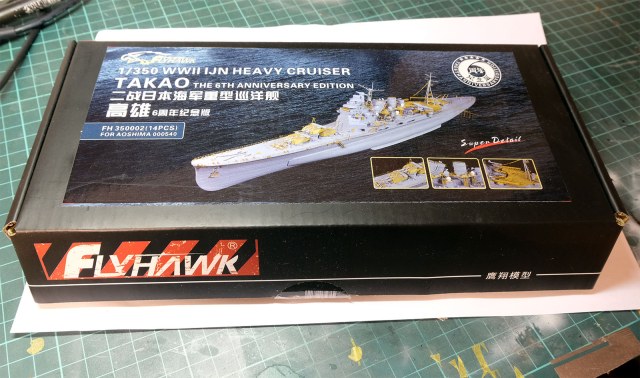 1/350 WWII IJN HEAVY CRUISER
TAKAO THE 6TH ANNIVERSARY EDITION
二战日本海军重型巡洋舰
高雄 6周年纪念版
FH 350002(14PCS)
FOR AOSHIMA 000540
Super Detail
FLYHAWK®
鹰翔模型